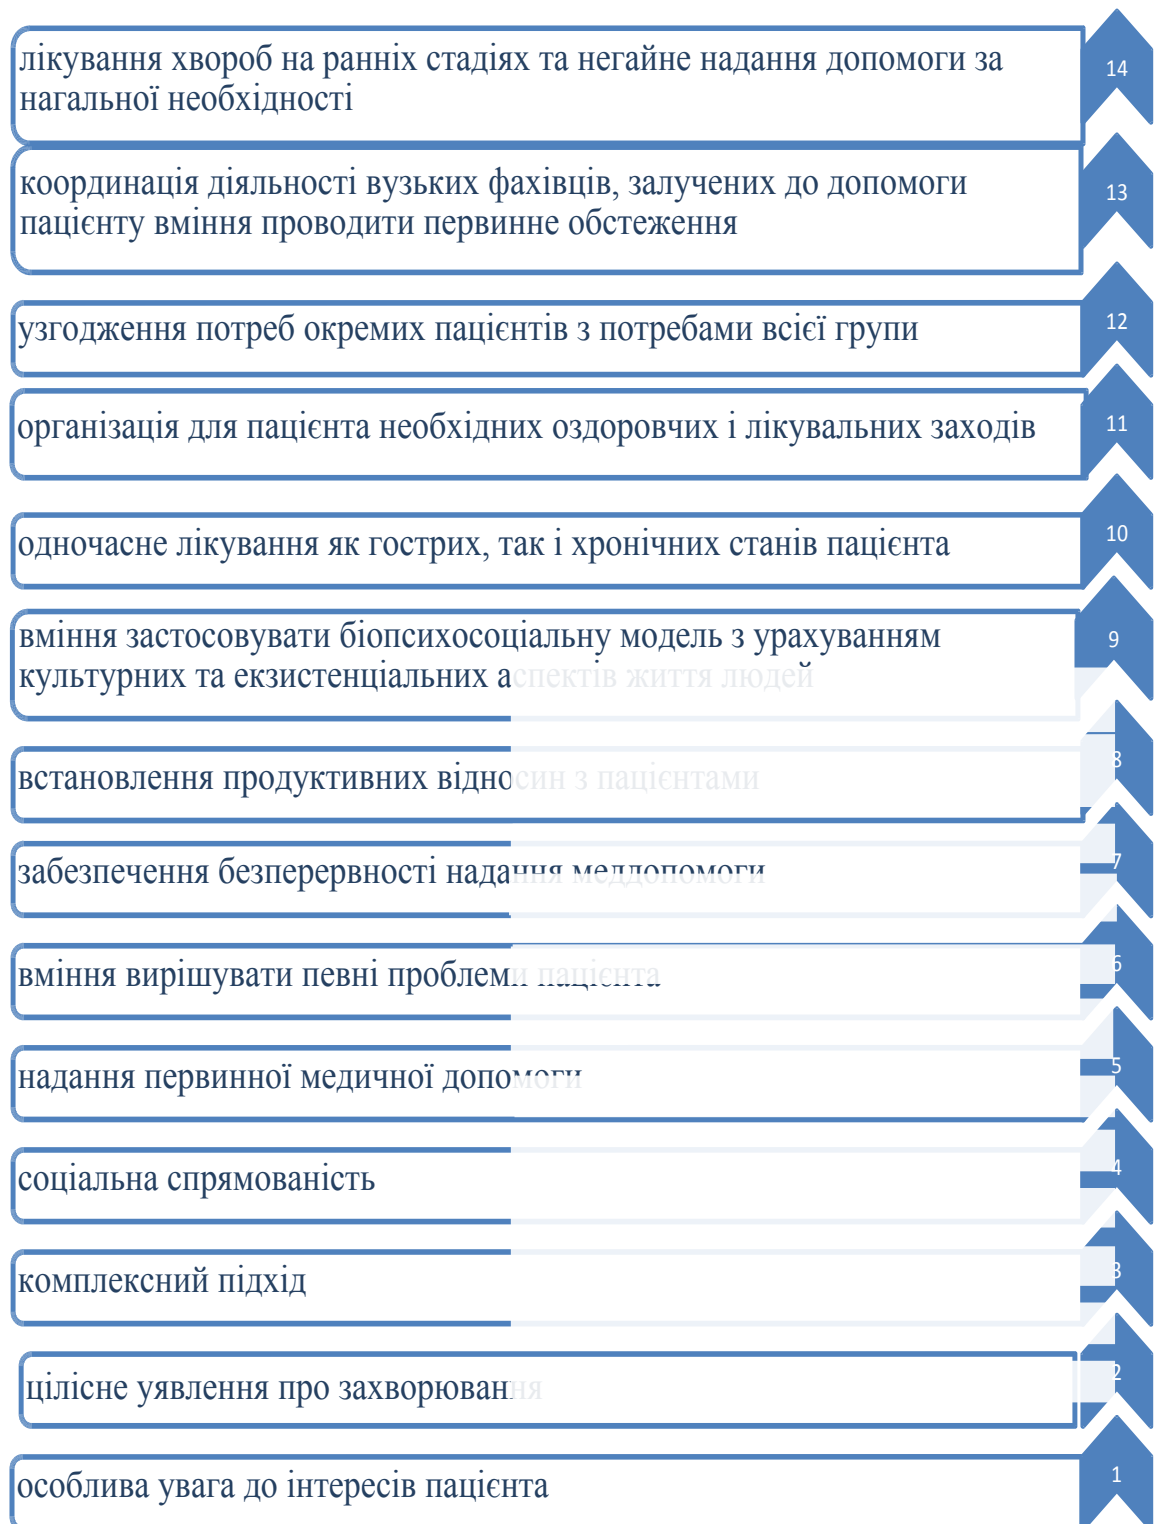 лікування хвороб на ранніх стадіях та негайне надання допомоги за
нагальної необхідності
14
координація діяльності вузьких фахівців, залучених до допомоги
пацієнту вміння проводити первинне обстеження
13
узгодження потреб окремих пацієнтів з потребами всієї групи
12
організація для пацієнта необхідних оздоровчих і лікувальних заходів
11
одночасне лікування як гострих, так і хронічних станів пацієнта
10
вміння застосовувати біопсихосоціальну модель з урахуванням
культурних та екзистенціальних аспектів життя людей
9
встановлення продуктивних відносин з пацієнтами
8
забезпечення безперервності надання меддопомоги
7
вміння вирішувати певні проблеми пацієнта
6
надання первинної медичної допомоги
5
соціальна спрямованість
4
комплексний підхід
3
цілісне уявлення про захворювання
2
особлива увага до інтересів пацієнта
1